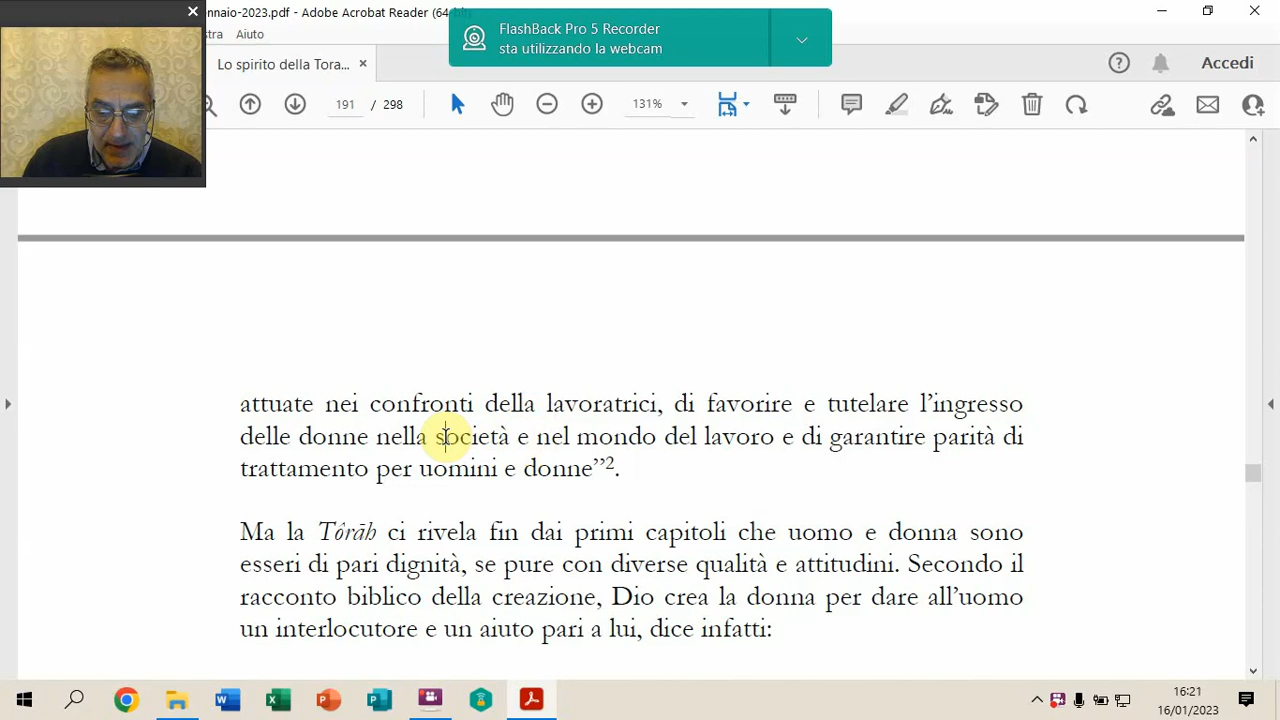 nnaio-2023.pdf - Adobe Acrobat Reader (64-bit)
FlashBack Pro 5 Recorder
sta utilizzando la webcam
stra Aiuto
Lo spirito della Tora...
Accedi
191 / 298
131%
attuate nei confronti della lavoratrici, di favorire e tutelare l’ingresso
delle donne nella società e nel mondo del lavoro e di garantire parità di
trattamento per uomini e donne”².
Ma la Tôrāh ci rivela fin dai primi capitoli che uomo e donna sono
esseri di pari dignità, se pure con diverse qualità e attitudini. Secondo il
racconto biblico della creazione, Dio crea la donna per dare all’uomo
un interlocutore e un aiuto pari a lui, dice infatti:
16:21
16/01/2023